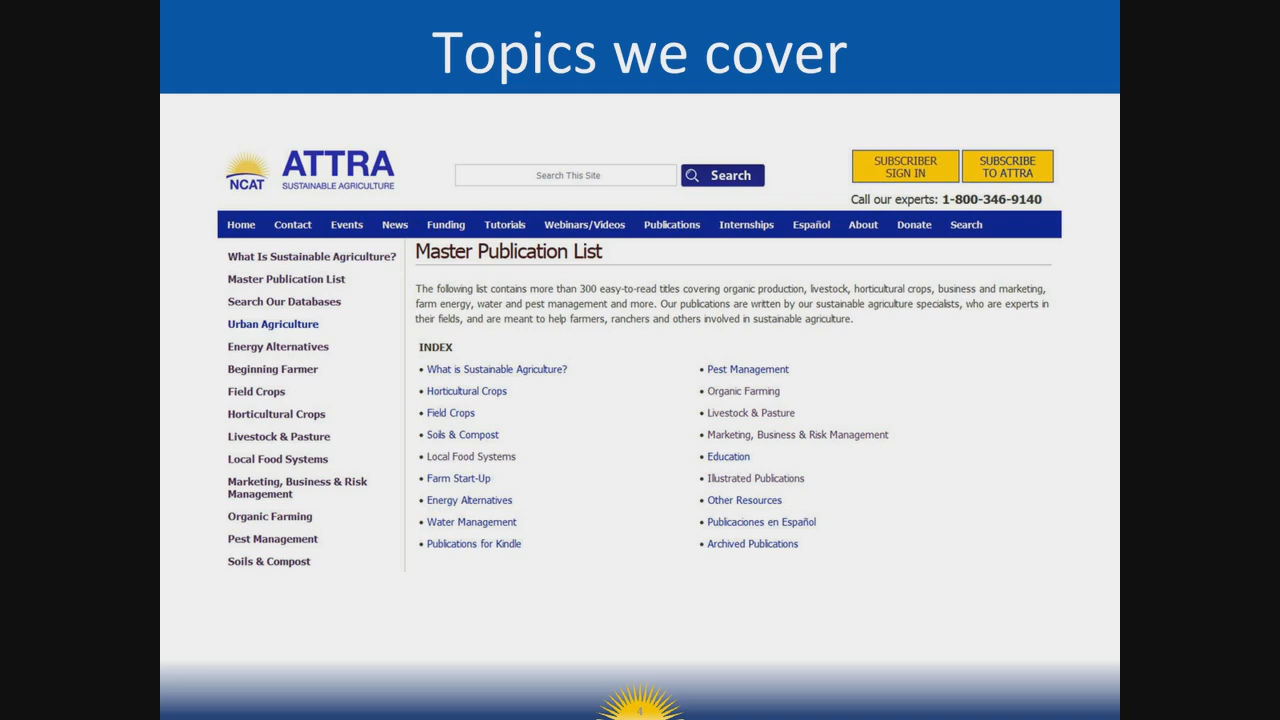 Topics we cover
NCAT
ATTRA
SUSTAINABLE AGRICULTURE
Search This Site
Search
SUBSCRIBER
SIGN IN
SUBSCRIBE
TO ATTRA
Call our experts: 1-800-346-9140
Home Contact Events News Funding Tutorials Webinars/Videos Publications Internships Español About Donate Search
What Is Sustainable Agriculture?
Master Publication List
Search Our Databases
Urban Agriculture
Energy Alternatives
Beginning Farmer
Field Crops
Horticultural Crops
Livestock & Pasture
Local Food Systems
Marketing, Business & Risk
Management
Organic Farming
Pest Management
Soils & Compost
Master Publication List
The following list contains more than 300 easy-to-read titles covering organic production, livestock, horticultural crops, business and marketing,
farm energy, water and pest management and more. Our publications are written by our sustainable agriculture specialists, who are experts in
their fields, and are meant to help farmers, ranchers and others involved in sustainable agriculture.
INDEX
• What is Sustainable Agriculture?
• Horticultural Crops
• Field Crops
• Soils & Compost
• Local Food Systems
• Farm Start-Up
• Energy Alternatives
• Water Management
• Publications for Kindle
• Pest Management
• Organic Farming
• Livestock & Pasture
• Marketing, Business & Risk Management
• Education
• Illustrated Publications
• Other Resources
• Publicaciones en Español
• Archived Publications
4